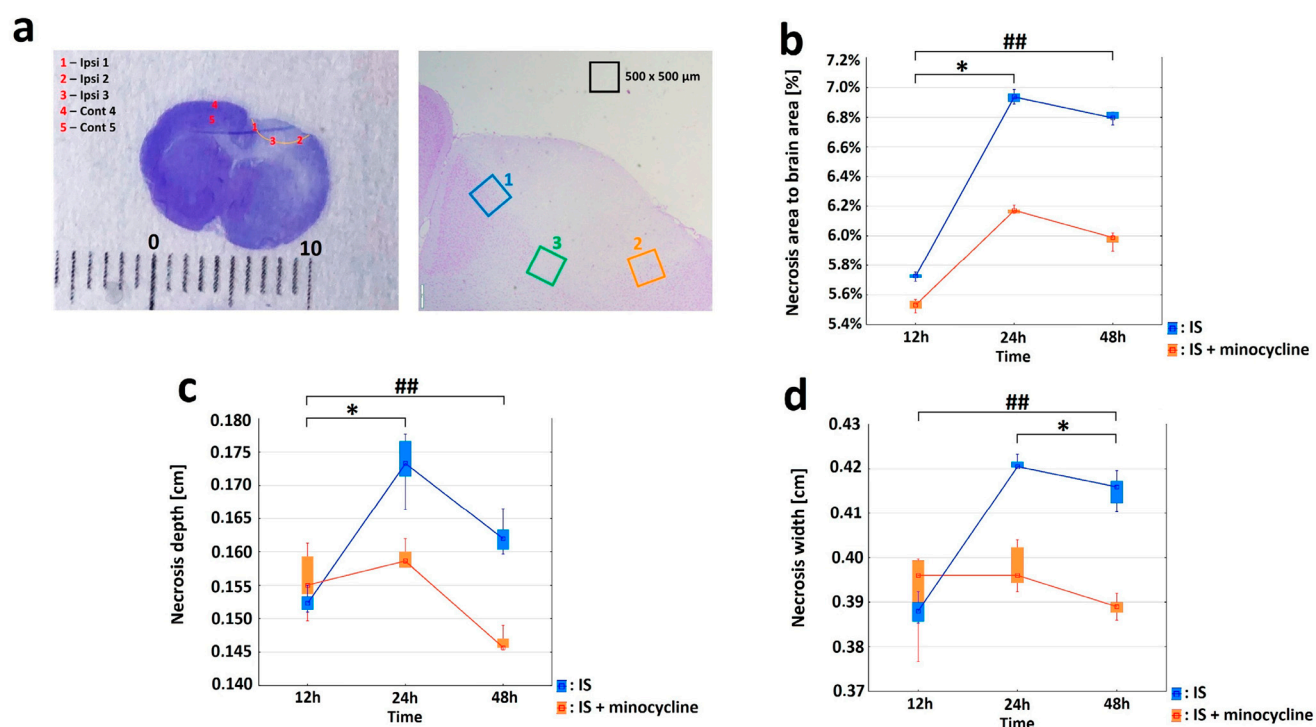 a
1 – Ipsi 1
2 – Ipsi 2
3 – Ipsi 3
4 – Cont 4
5 – Cont 5
4
5
1
3
2
0
10
500 x 500 µm
1
3
2
b
##
*
Necrosis area to brain area [%]
7.2%
7.0%
6.8%
6.6%
6.4%
6.2%
6.0%
5.8%
5.6%
5.4%
12h
24h
48h
Time
: IS
: IS + minocycline
c
##
*
Necrosis depth [cm]
0.180
0.175
0.170
0.165
0.160
0.155
0.150
0.145
0.140
12h
24h
48h
Time
: IS
: IS + minocycline
d
##
*
Necrosis width [cm]
0.43
0.42
0.41
0.40
0.39
0.38
0.37
12h
24h
48h
Time
: IS
: IS + minocycline